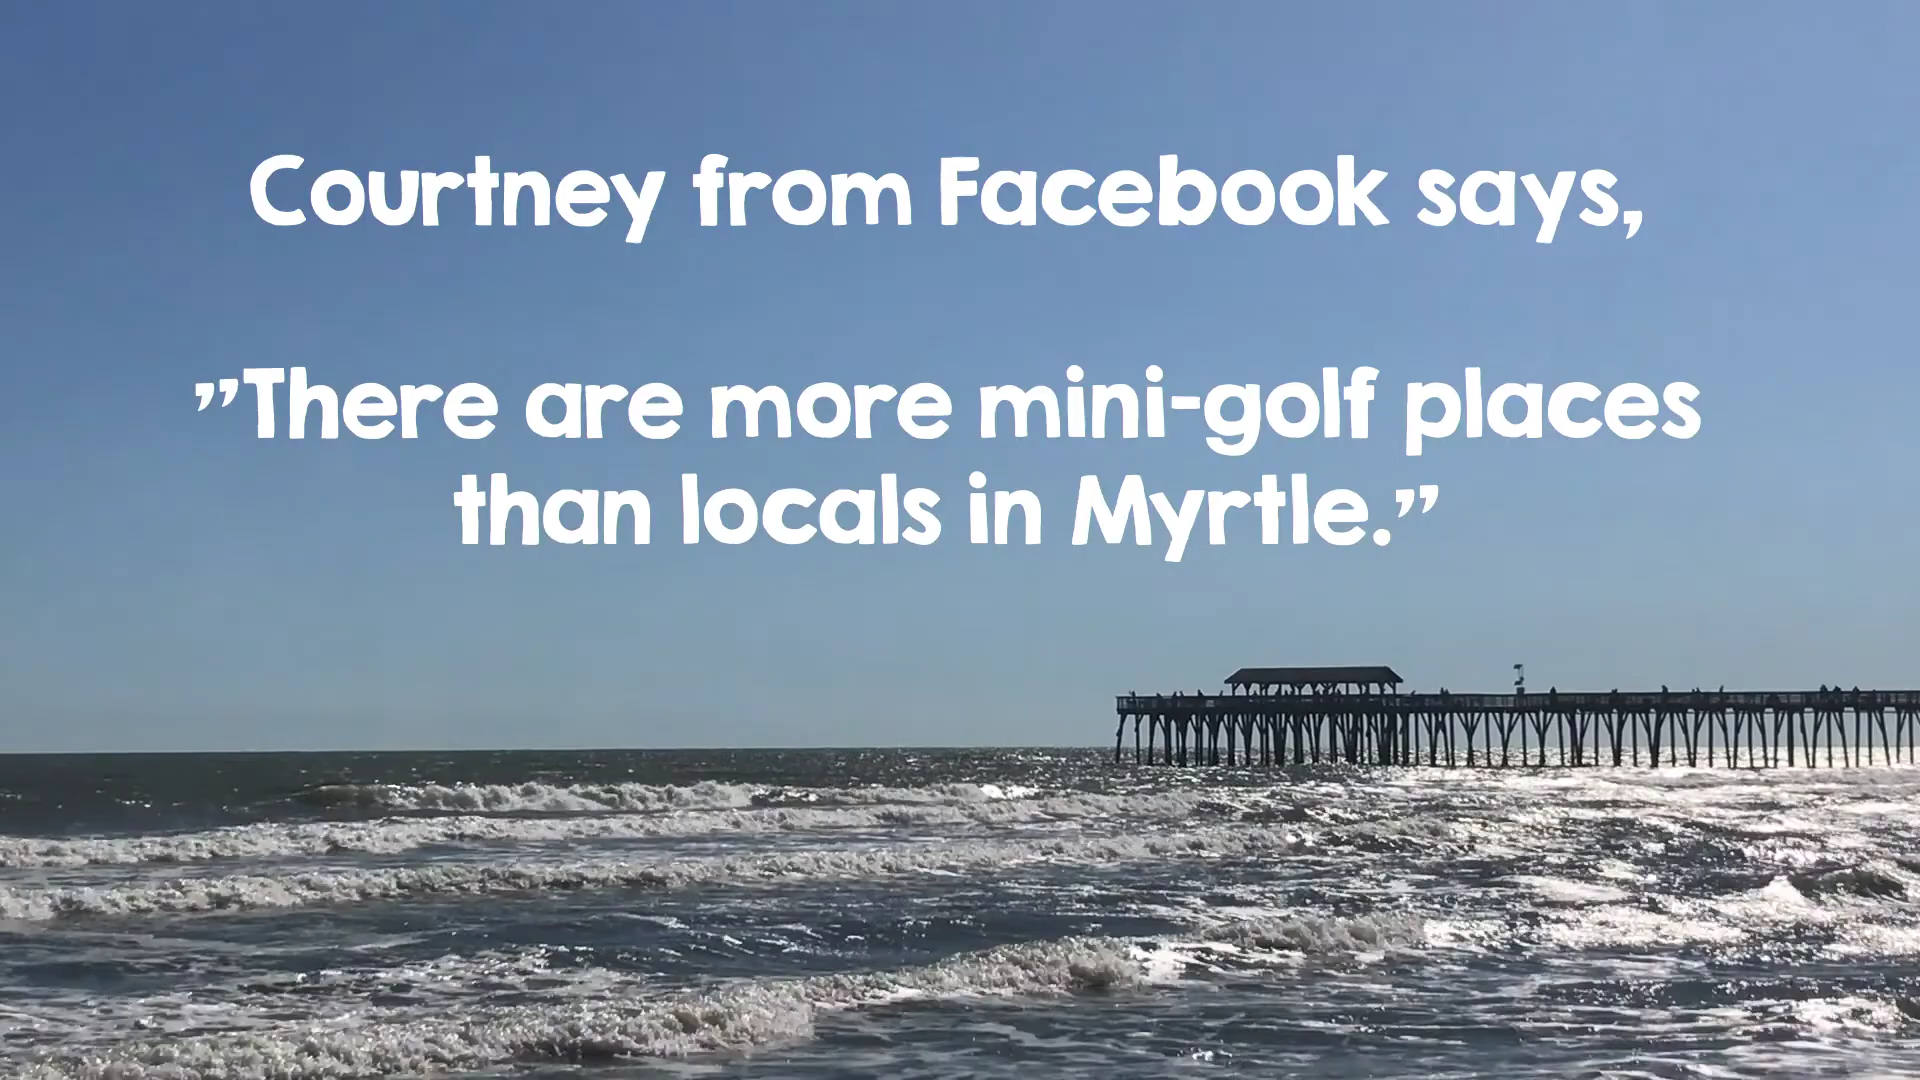 Courtney from Facebook says,
”There are more mini-golf places
than locals in Myrtle.”